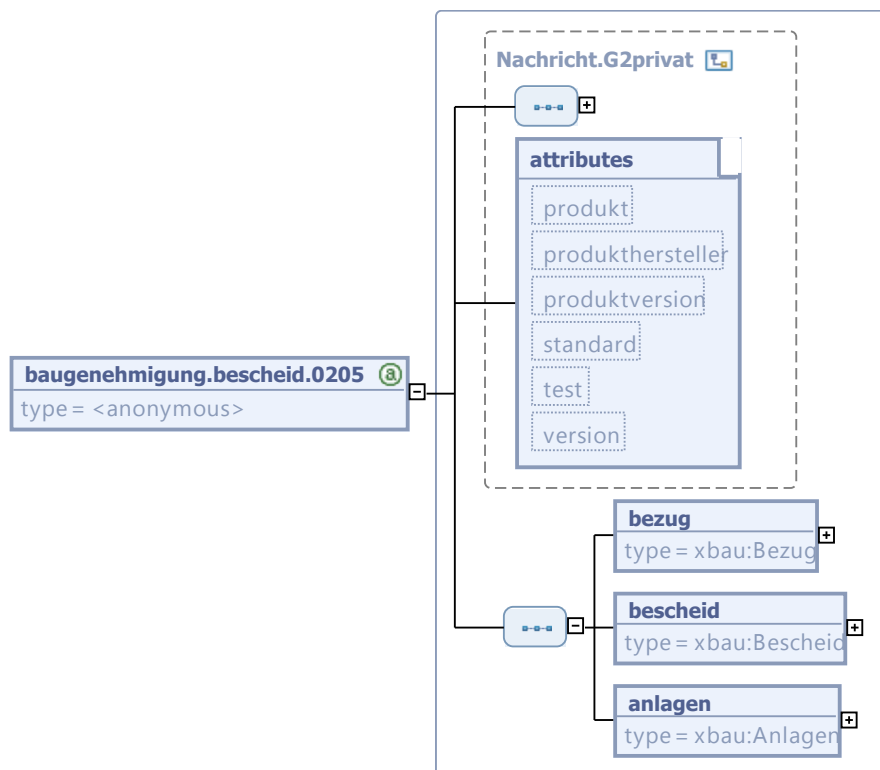 Nachricht.G2privat
attributes
produkt
produkthersteller
produktversion
standard
test
version
baugenehmigung.bescheid.0205 @
type = <anonymous>
bezug
type = xbau:Bezug
bescheid
type = xbau:Bescheid
anlagen
type = xbau:Anlagen